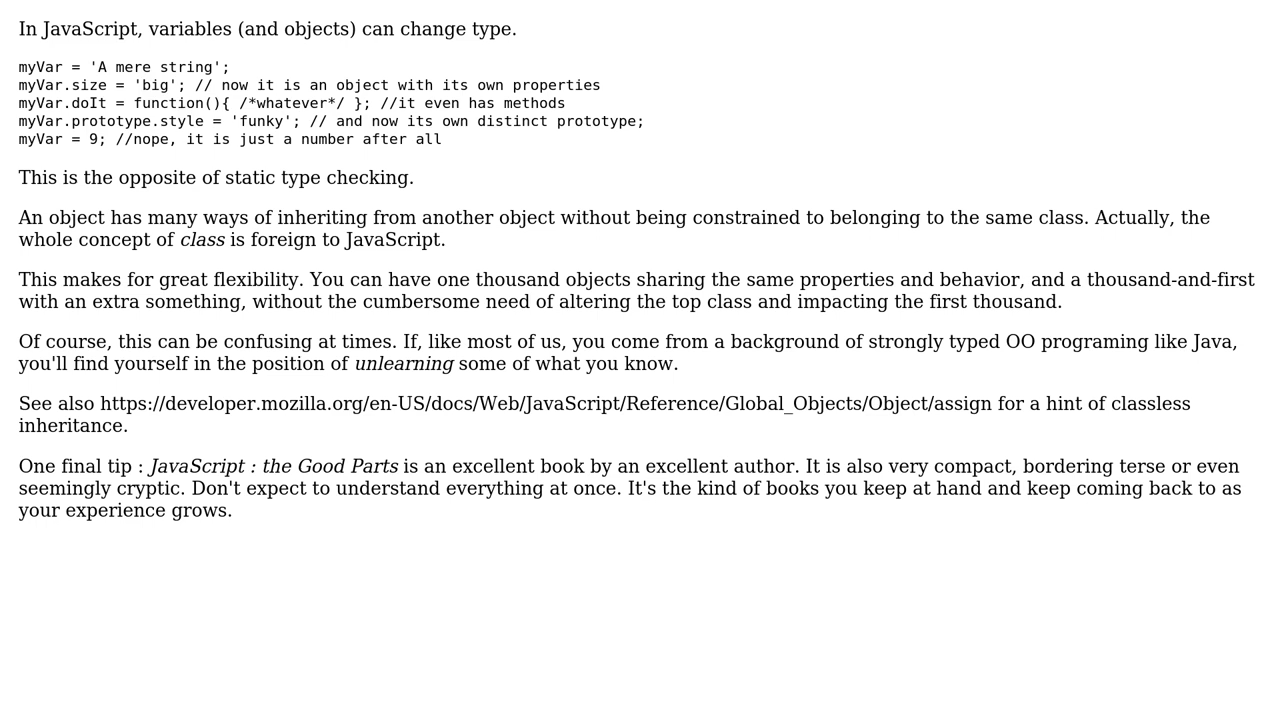 In JavaScript, variables (and objects) can change type.
myVar = 'A mere string';
myVar.size = 'big'; // now it is an object with its own properties
myVar.doIt = function(){ /*whatever*/ }; //it even has methods
myVar.prototype.style = 'funky'; // and now its own distinct prototype;
myVar = 9; //nope, it is just a number after all
This is the opposite of static type checking.
An object has many ways of inheriting from another object without being constrained to belonging to the same class. Actually, the
whole concept of class is foreign to JavaScript.
This makes for great flexibility. You can have one thousand objects sharing the same properties and behavior, and a thousand-and-first
with an extra something, without the cumbersome need of altering the top class and impacting the first thousand.
Of course, this can be confusing at times. If, like most of us, you come from a background of strongly typed OO programing like Java,
you'll find yourself in the position of unlearning some of what you know.
See also https://developer.mozilla.org/en-US/docs/Web/JavaScript/Reference/Global_Objects/Object/assign for a hint of classless
inheritance.
One final tip : JavaScript : the Good Parts is an excellent book by an excellent author. It is also very compact, bordering terse or even
seemingly cryptic. Don't expect to understand everything at once. It's the kind of books you keep at hand and keep coming back to as
your experience grows.